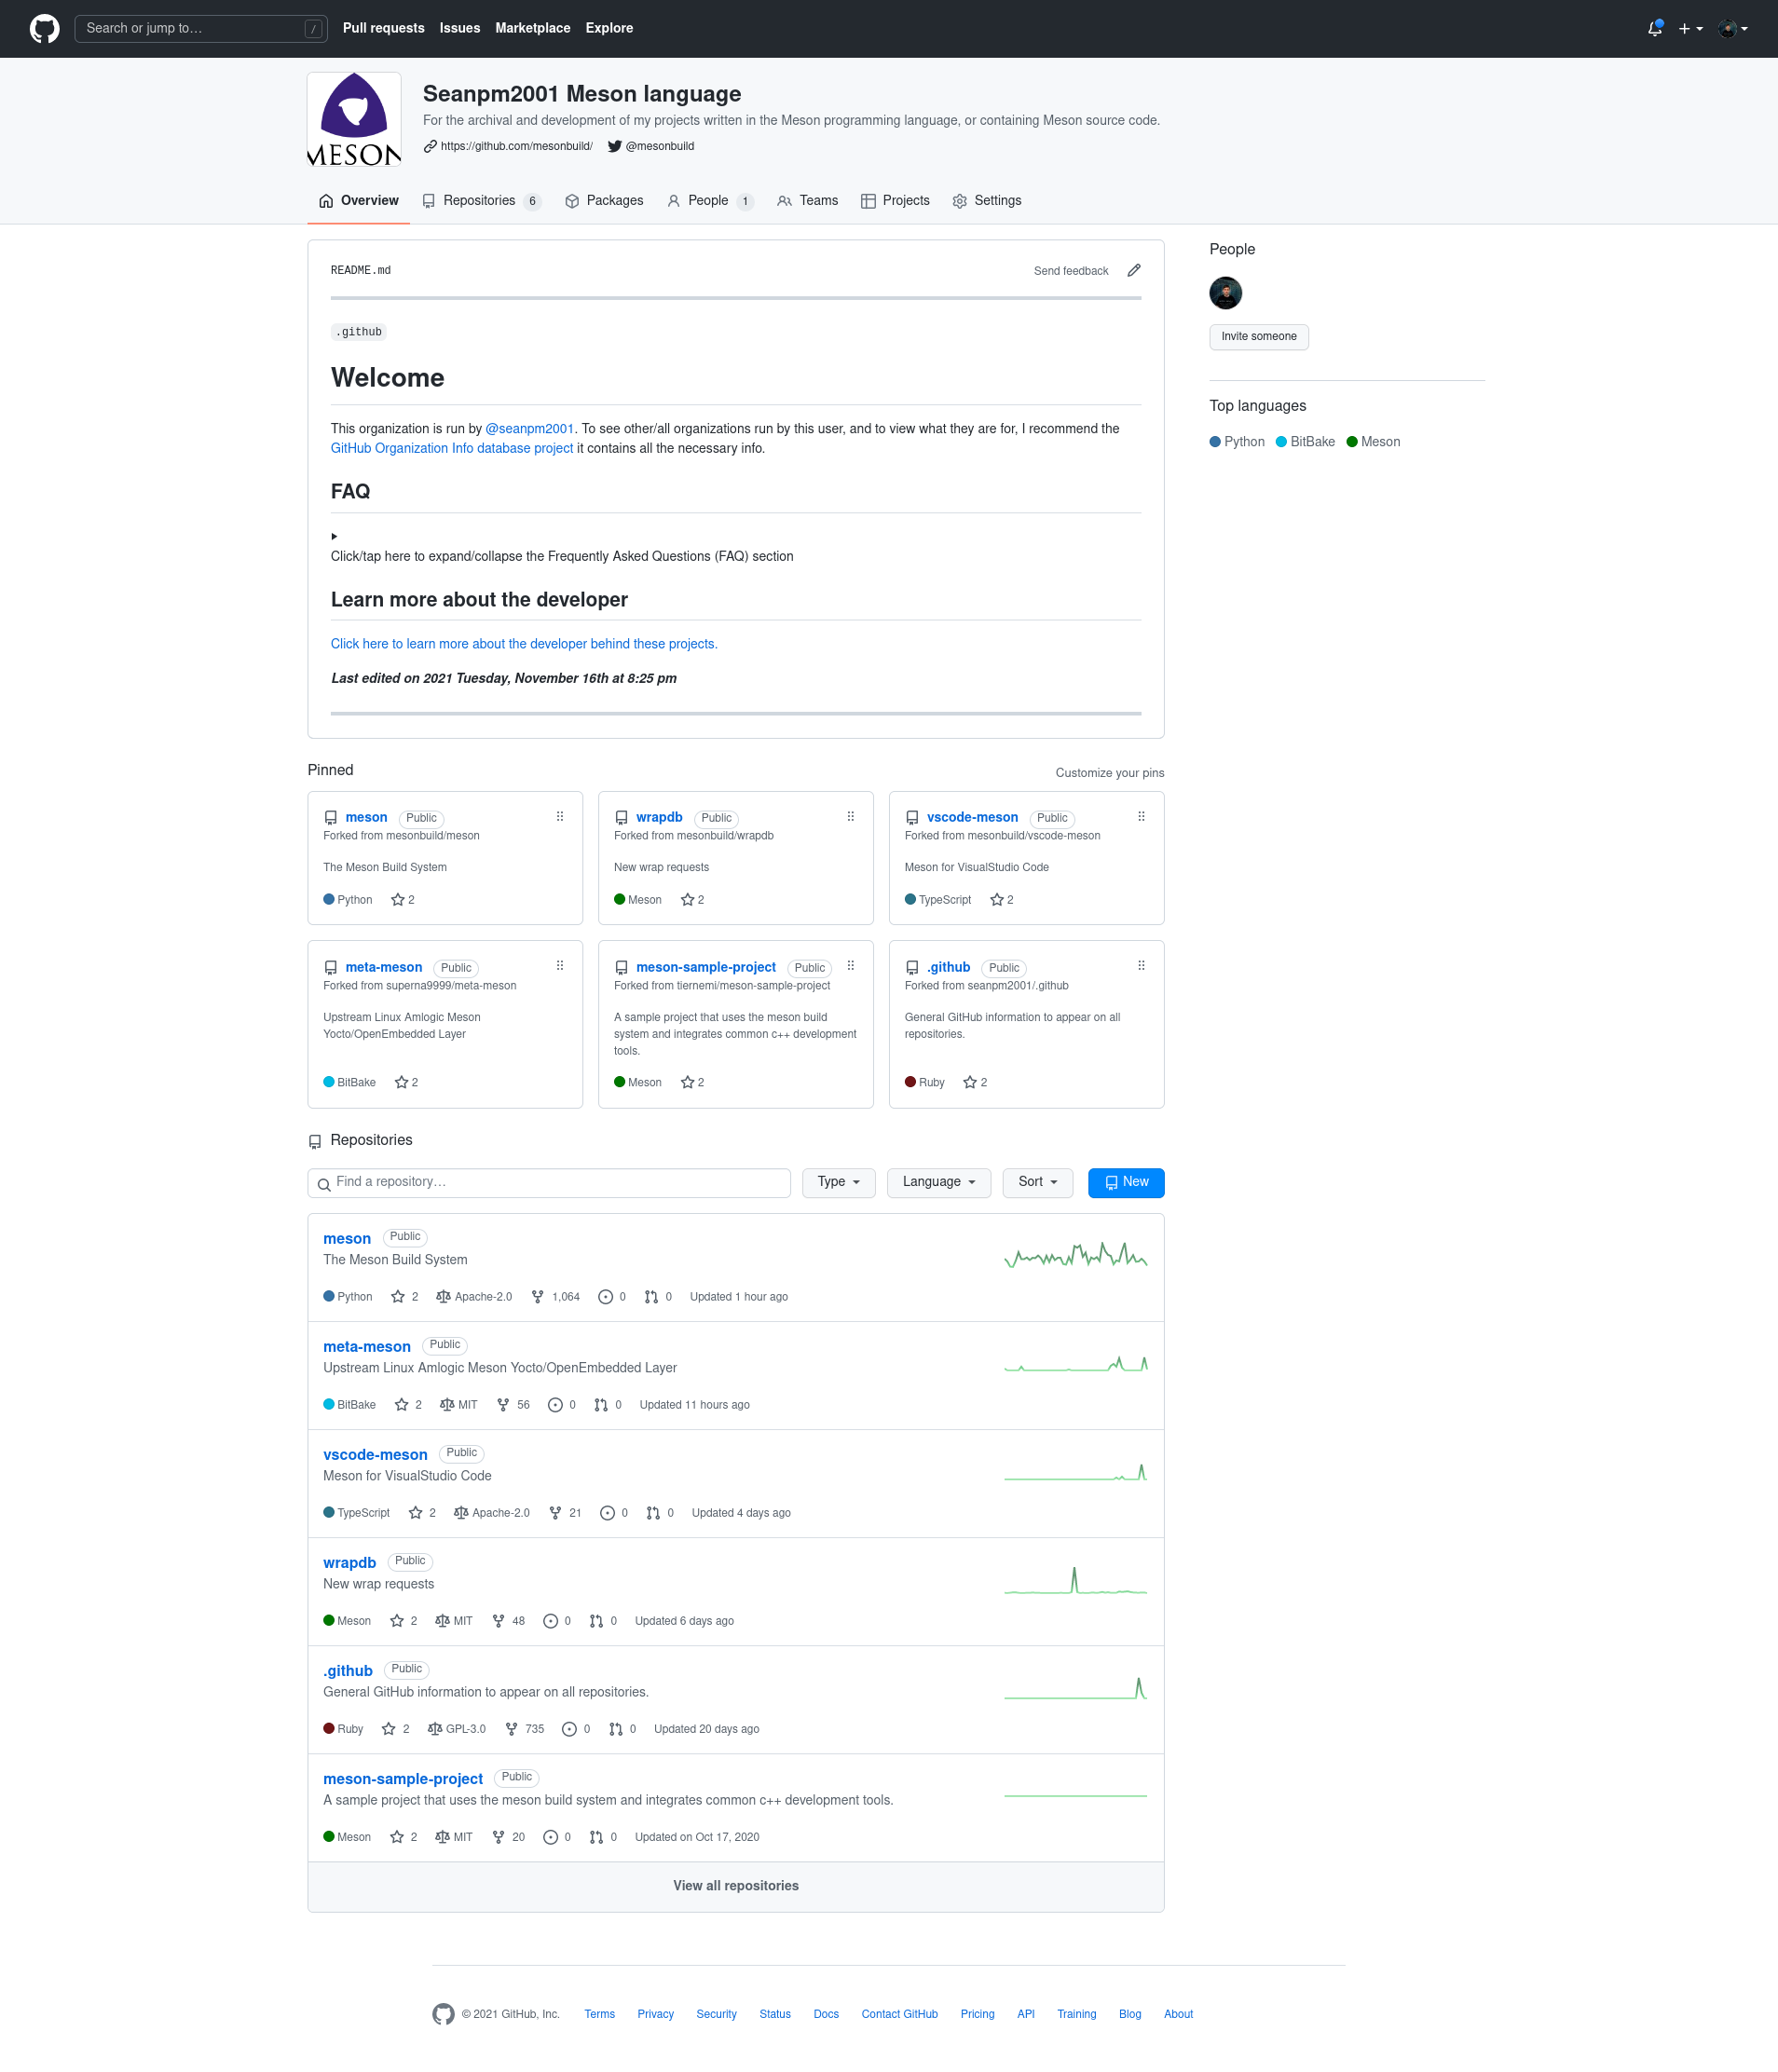 Search or jump to… / Pull requests Issues Marketplace Explore
MESON
Seanpm2001 Meson language
For the archival and development of my projects written in the Meson programming language, or containing Meson source code.
https://github.com/mesonbuild/ @mesonbuild
Overview Repositories 6 Packages People 1 Teams Projects Settings
README.md Send feedback
.github
Welcome
This organization is run by @seanpm2001. To see other/all organizations run by this user, and to view what they are for, I recommend the
GitHub Organization Info database project it contains all the necessary info.
FAQ
Click/tap here to expand/collapse the Frequently Asked Questions (FAQ) section
Learn more about the developer
Click here to learn more about the developer behind these projects.
Last edited on 2021 Tuesday, November 16th at 8:25 pm
People
Invite someone
Top languages
Python BitBake Meson
Pinned Customize your pins
meson Public
Forked from mesonbuild/meson
The Meson Build System
Python 2
wrapdb Public
Forked from mesonbuild/wrapdb
New wrap requests
Meson 2
vscode-meson Public
Forked from mesonbuild/vscode-meson
Meson for VisualStudio Code
TypeScript 2
meta-meson Public
Forked from superna9999/meta-meson
Upstream Linux Amlogic Meson
Yocto/OpenEmbedded Layer
BitBake 2
meson-sample-project Public
Forked from tiernemi/meson-sample-project
A sample project that uses the meson build
system and integrates common c++ development
tools.
Meson 2
.github Public
Forked from seanpm2001/.github
General GitHub information to appear on all
repositories.
Ruby 2
Repositories
Find a repository… Type Language Sort New
meson Public
The Meson Build System
Python 2 Apache-2.0 1,064 0 0 Updated 1 hour ago
meta-meson Public
Upstream Linux Amlogic Meson Yocto/OpenEmbedded Layer
BitBake 2 MIT 56 0 0 Updated 11 hours ago
vscode-meson Public
Meson for VisualStudio Code
TypeScript 2 Apache-2.0 21 0 0 Updated 4 days ago
wrapdb Public
New wrap requests
Meson 2 MIT 48 0 0 Updated 6 days ago
.github Public
General GitHub information to appear on all repositories.
Ruby 2 GPL-3.0 735 0 0 Updated 20 days ago
meson-sample-project Public
A sample project that uses the meson build system and integrates common c++ development tools.
Meson 2 MIT 20 0 0 Updated on Oct 17, 2020
View all repositories
© 2021 GitHub, Inc. Terms Privacy Security Status Docs Contact GitHub Pricing API Training Blog About